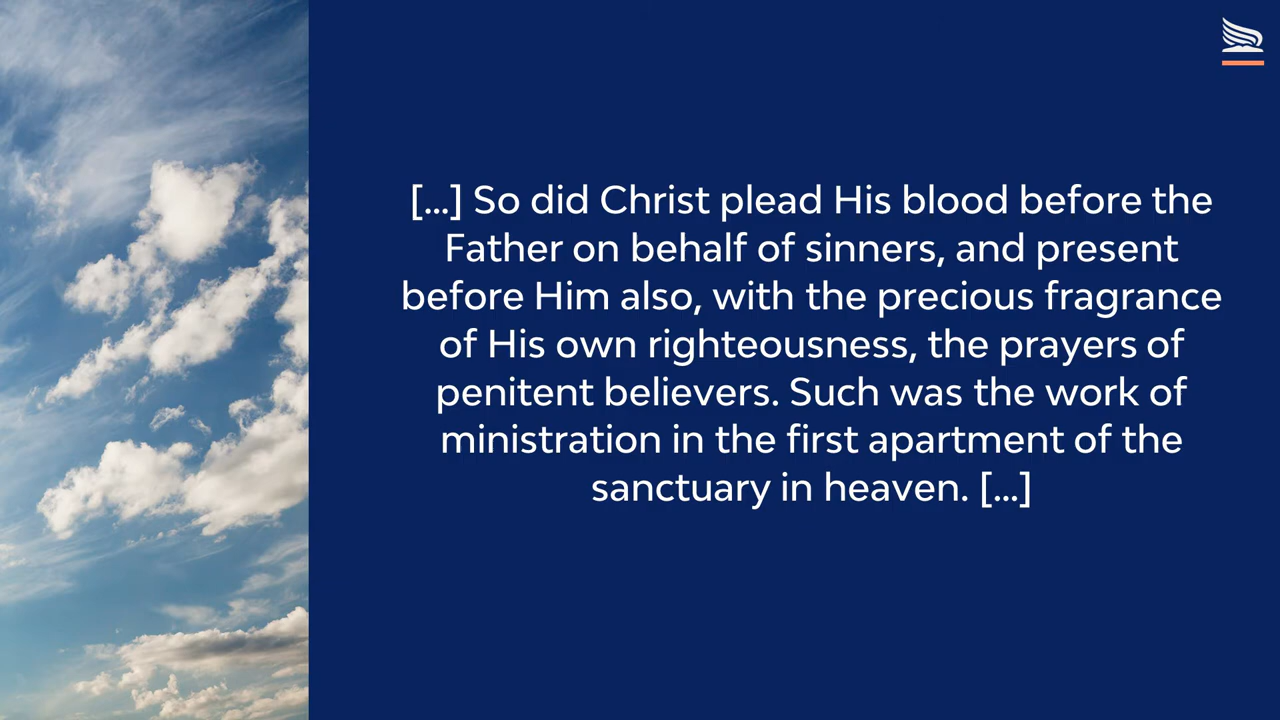 [...] So did Christ plead His blood before the
Father on behalf of sinners, and present
before Him also, with the precious fragrance
of His own righteousness, the prayers of
penitent believers. Such was the work of
ministration in the first apartment of the
sanctuary in heaven. [...]